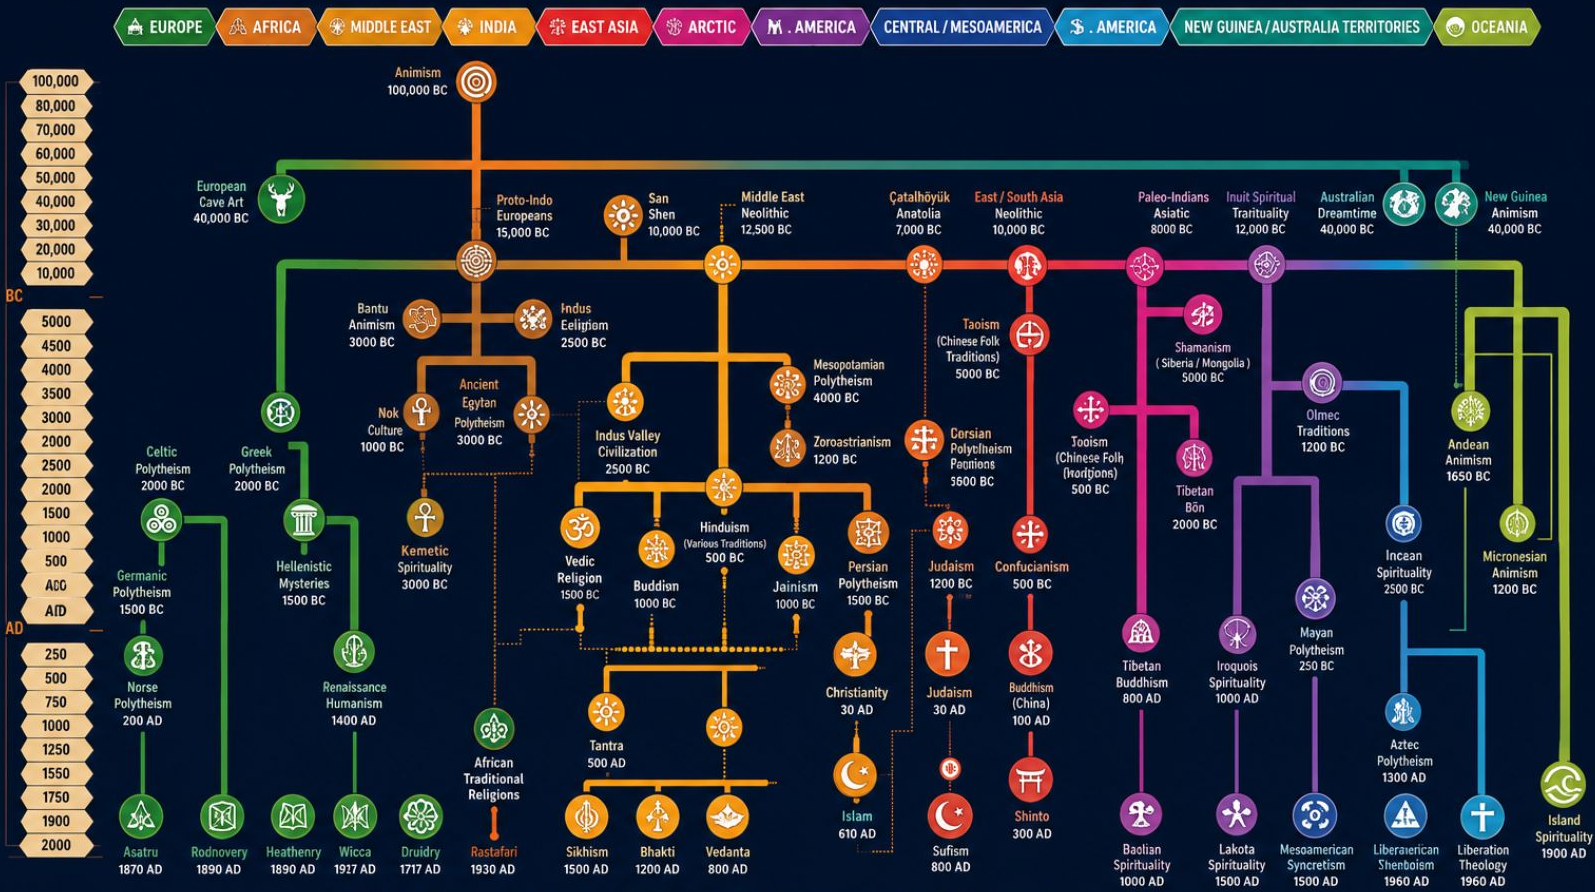 EUROPE
AFRICA
MIDDLE EAST
INDIA
EAST ASIA
ARCTIC
. AMERICA
CENTRAL / MESOAMERICA
. AMERICA
NEW GUINEA / AUSTRALIA TERRITORIES
OCEANIA
100,000
80,000
70,000
60,000
50,000
40,000
30,000
20,000
10,000
BC
5000
4500
4000
3500
3000
2000
2500
2000
1500
1000
500
AD
250
500
750
1000
1250
1550
1750
1900
2000
Animism
100,000 BC
European
Cave Art
40,000 BC
Proto-Indo
Europeans
15,000 BC
San
Shen
10,000 BC
Middle East
Neolithic
12,500 BC
Çatalhöyük
Anatolia
7,000 BC
East / South Asia
Neolithic
10,000 BC
Paleo-Indians
Asiatic
8000 BC
Inuit Spiritual
Trarituality
12,000 BC
Australian
Dreamtime
40,000 BC
New Guinea
Animism
40,000 BC
Bantu
Animism
3000 BC
Indus
Eeligiom
2500 BC
Taoism
(Chinese Folk
Traditions)
5000 BC
Shamanism
( Siberia / Mongolia )
5000 BC
Mesopotamian
Polytheism
4000 BC
Ancient
Egytan
Polytheism
3000 BC
Nok
Culture
1000 BC
Indus Valley
Civilization
2500 BC
Zoroastrianism
1200 BC
Olmec
Traditions
1200 BC
Andean
Animism
1650 BC
Celtic
Polytheism
2000 BC
Greek
Polytheism
2000 BC
(Chinese Folk
500 BC
Tibetan
Bön
2000 BC
Hinduism
(Various Traditions)
500 BC
Kemetic
Spirituality
3000 BC
Vedic
Religion
1500 BC
1000 BC
Jainism
1000 BC
Persian
Polytheism
1500 BC
Judaism
1200 BC
Confucianism
500 BC
Incean
Spirituality
2500 BC
Micronesian
Animism
1200 BC
Germanic
Polytheism
1500 BC
Hellenistic
Mysteries
1500 BC
Mayan
Polytheism
250 BC
Norse
Polytheism
200 AD
Renaissance
Humanism
1400 AD
Christianity
30 AD
Judaism
30 AD
Buddhism
(China)
100 AD
Tibetan
Buddhism
800 AD
Iroquois
Spirituality
1000 AD
Aztec
Polytheism
1300 AD
African
Traditional
Religions
Tantra
500 AD
Islam
610 AD
Shinto
300 AD
Island
Spirituality
1900 AD
Asatru
1870 AD
Rodnovery
1890 AD
Heathenry
1890 AD
Wicca
1927 AD
Druidry
1717 AD
Rastafari
1930 AD
Sikhism
1500 AD
Bhakti
1200 AD
Vedanta
800 AD
Sufism
800 AD
Baolian
Spirituality
1000 AD
Lakota
Spirituality
1500 AD
Mesoamerican
Syncretism
1500 AD
1960 AD
Liberation
Theology
1960 AD